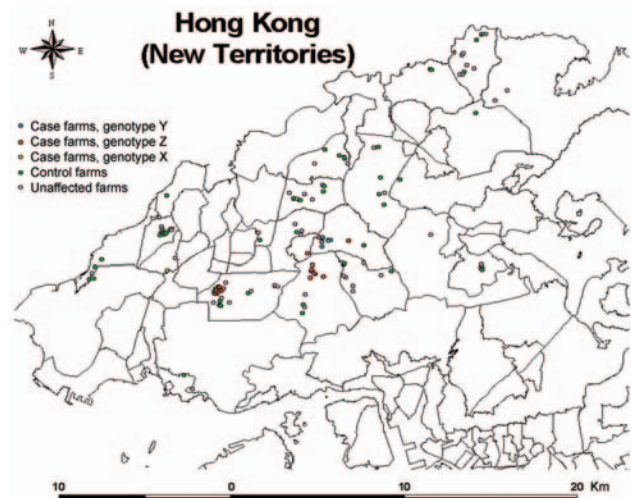 Hong Kong
(New Territories)
N
W E
S
Case farms, genotype Y
Case farms, genotype Z
Case farms, genotype X
Control farms
Unaffected farms
10 0 10 20 Km